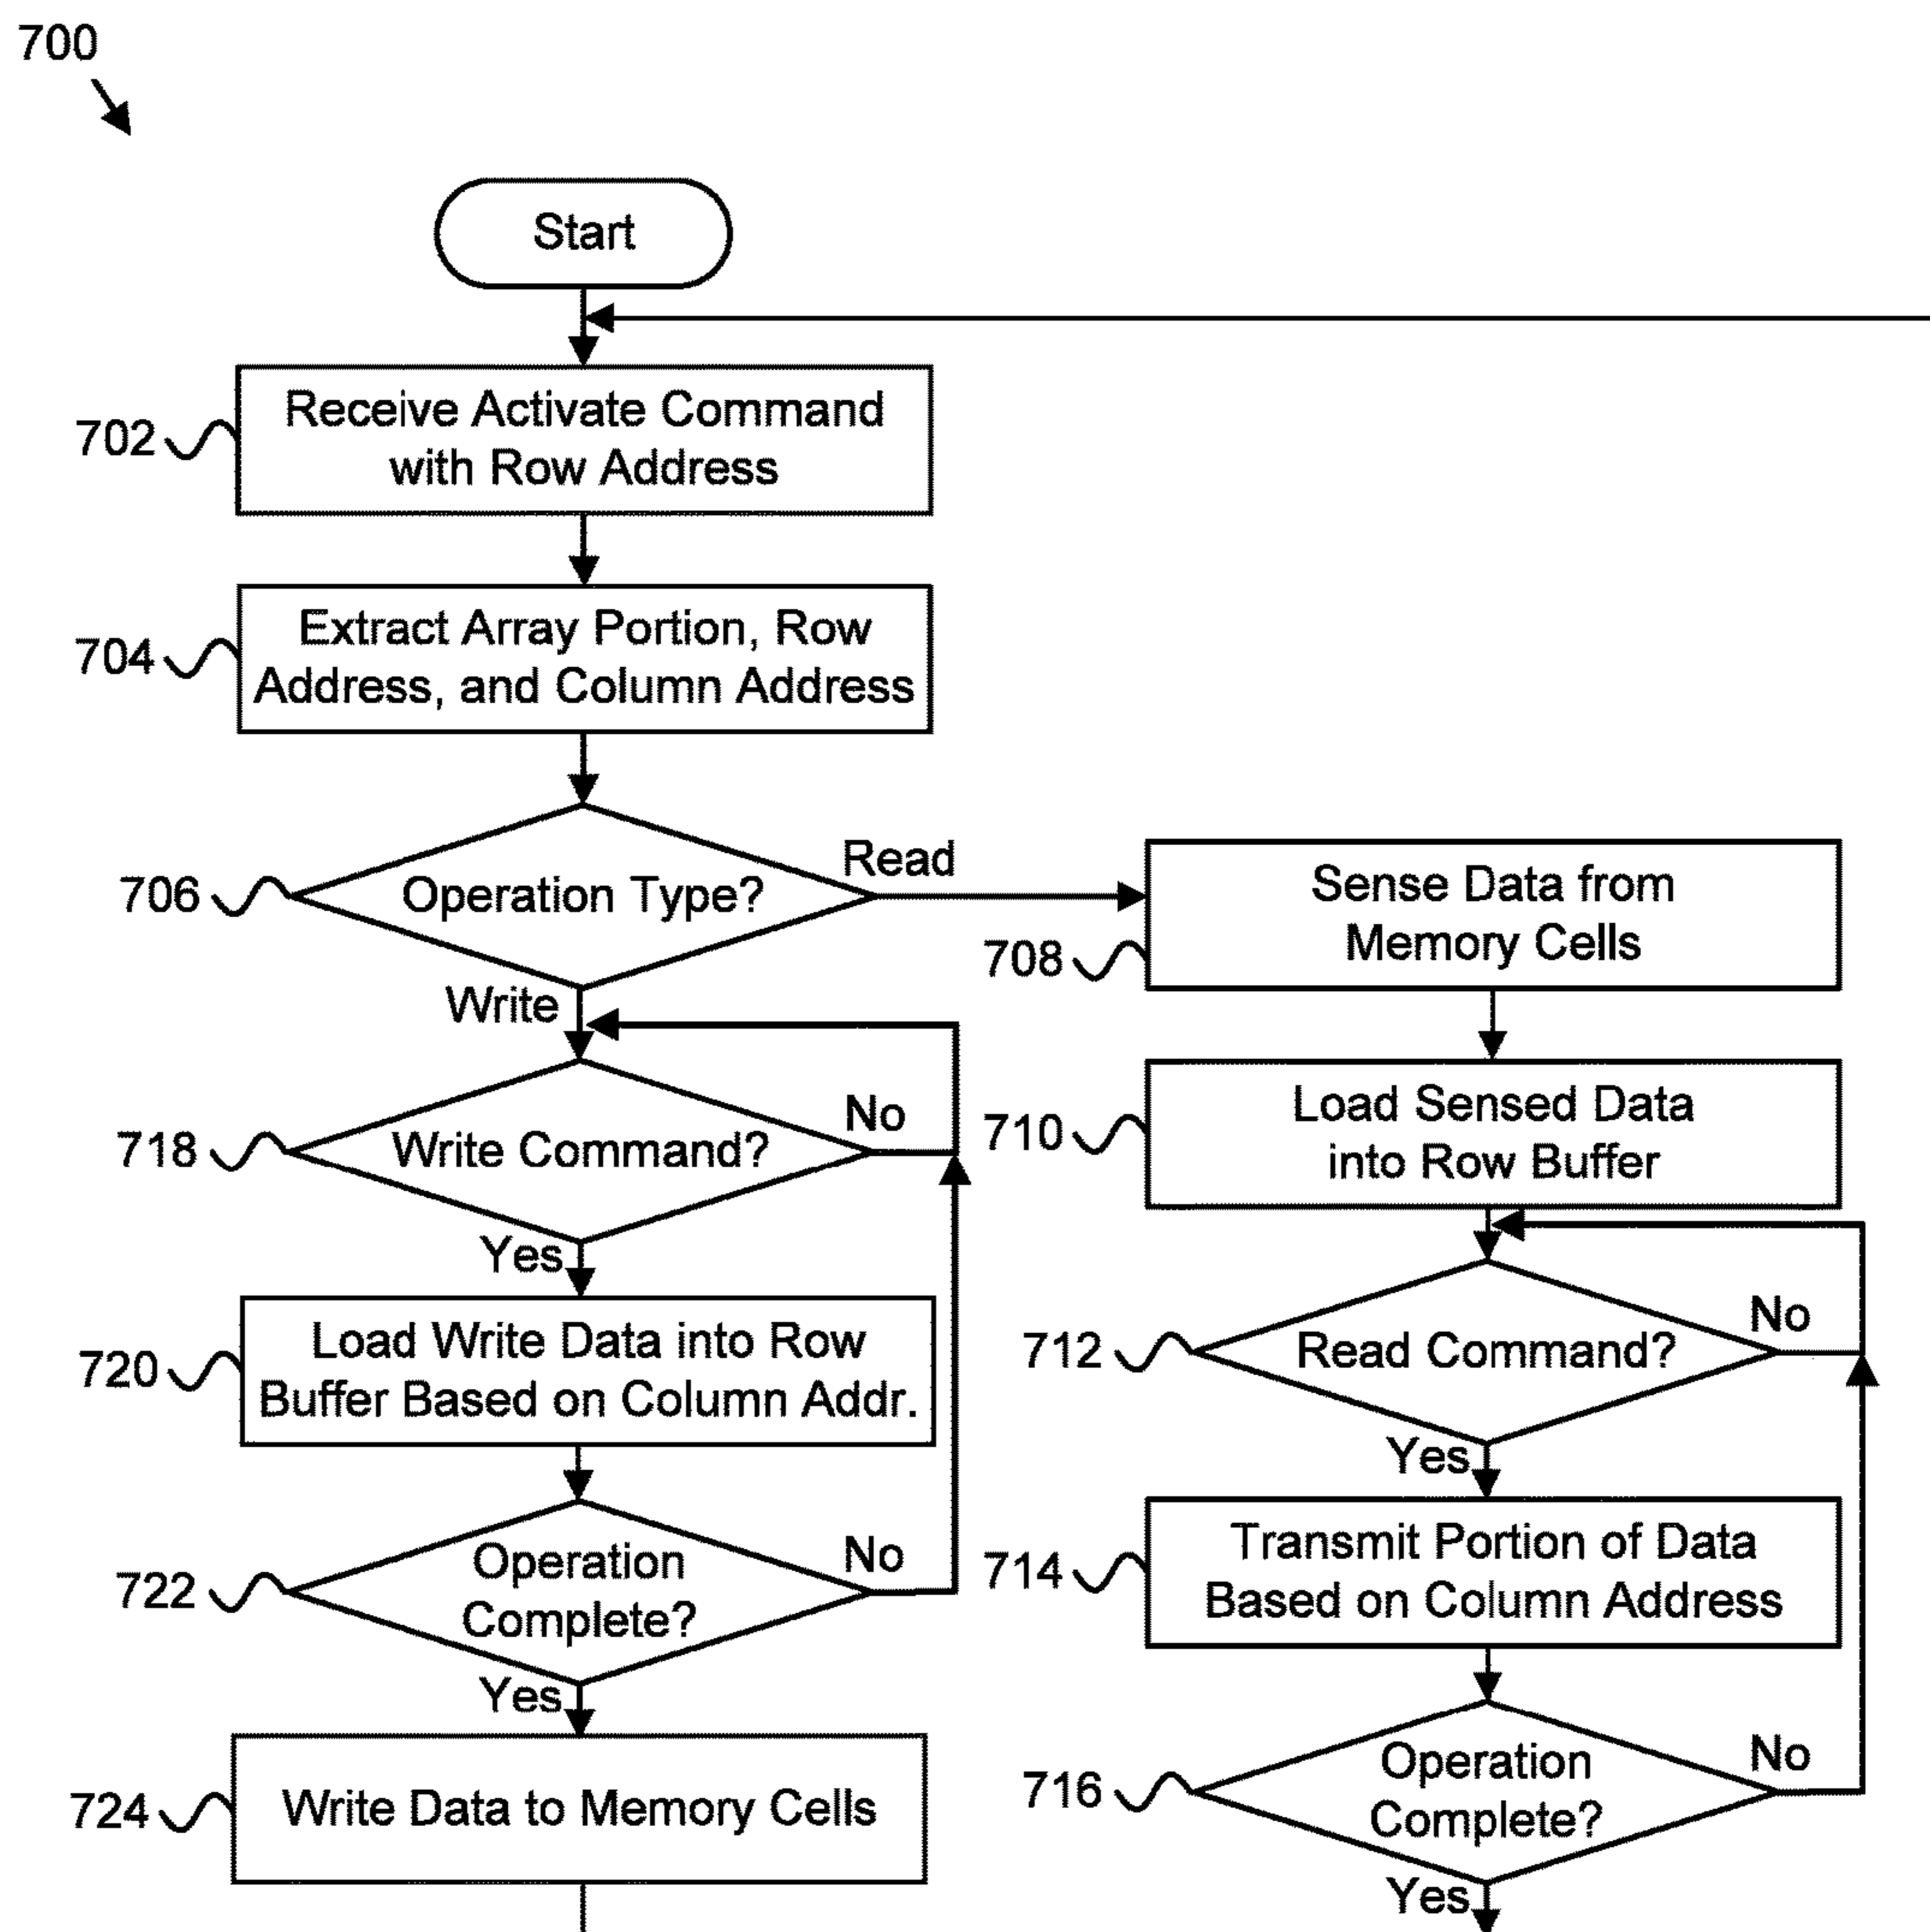 700
Start
702
Receive Activate Command
with Row Address
704
Extract Array Portion, Row
Address, and Column Address
706
Operation Type?
Read
Write
708
Sense Data from
Memory Cells
710
Load Sensed Data
into Row Buffer
718
Write Command?
No
Yes
712
Read Command?
No
Yes
720
Load Write Data into Row
Buffer Based on Column Addr.
714
Transmit Portion of Data
Based on Column Address
722
Operation
Complete?
No
Yes
716
Operation
Complete?
No
Yes
724
Write Data to Memory Cells